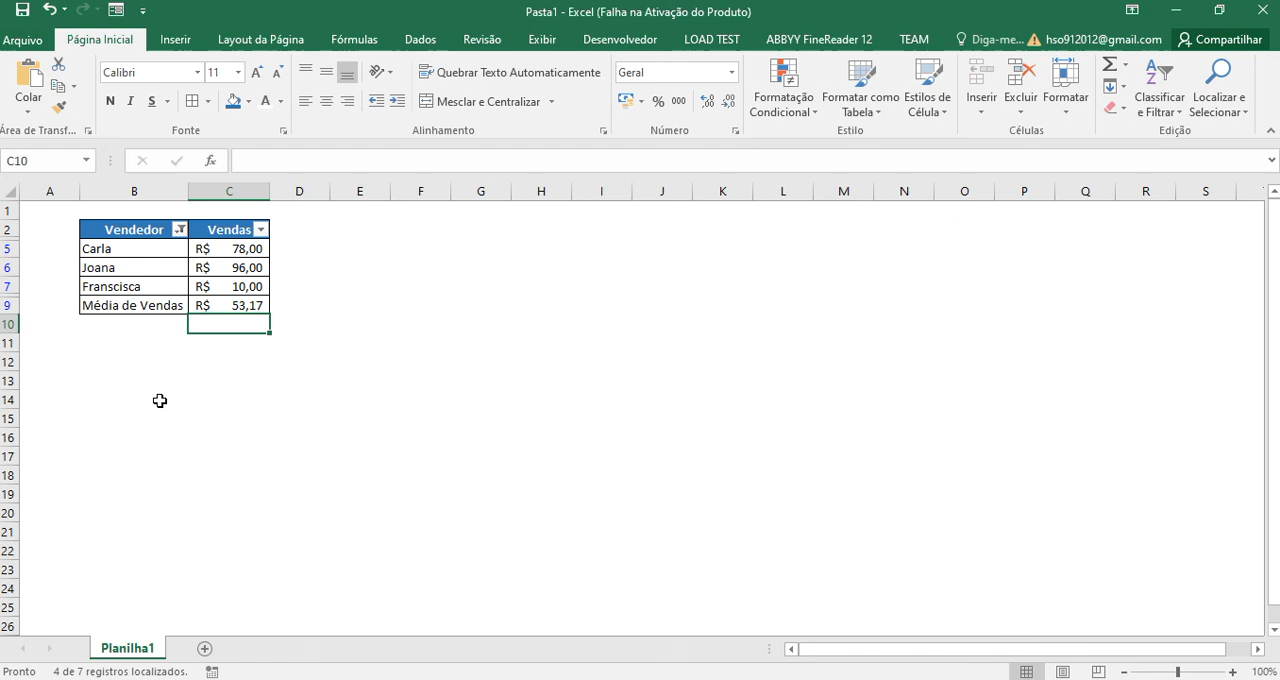 Pasta1 - Excel (Falha na Ativação do Produto)
Arquivo Página Inicial Inserir Layout da Página Fórmulas Dados Revisão Exibir Desenvolvedor LOAD TEST ABBYY FineReader 12 TEAM Diga-me... hso912012@gmail.com Compartilhar
Colar
Calibri 11
N I S A
Quebrar Texto Automaticamente
Mesclar e Centralizar
Geral
% 000
Formatação Condicional
Formatar como Tabela
Estilos de Célula
Inserir Excluir Formatar
Classificar e Filtrar
Localizar e Selecionar
Área de Transf... Fonte Alinhamento Número Estilo Células Edição
C10 fx
A B C D E F G H I J K L M N O P Q R S
1
2 Vendedor Vendas
5 Carla R$ 78,00
6 Joana R$ 96,00
7 Franscisca R$ 10,00
9 Média de Vendas R$ 53,17
10
11
12
13
14
15
16
17
18
19
20
21
22
23
24
25
26
Planilha1
Pronto 4 de 7 registros localizados. 100%